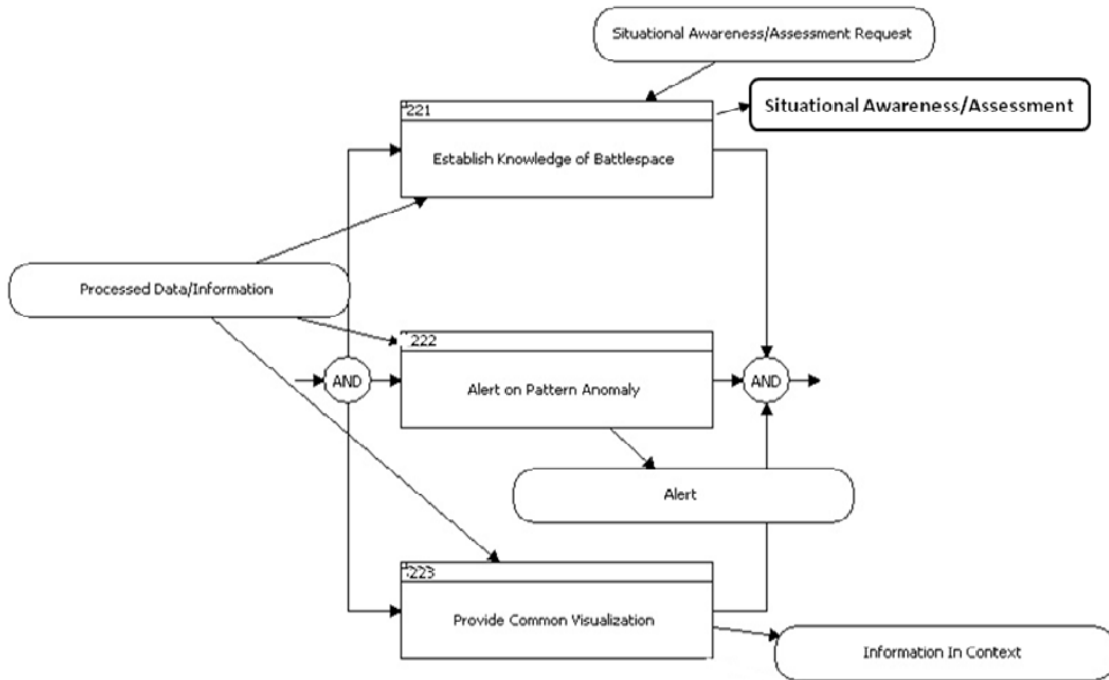 Situational Awareness/Assessment Request
Situational Awareness/Assessment
221
Establish Knowledge of Battlespace
Processed Data/Information
222
AND
Alert on Pattern Anomaly
AND
Alert
223
Provide Common Visualization
Information In Context